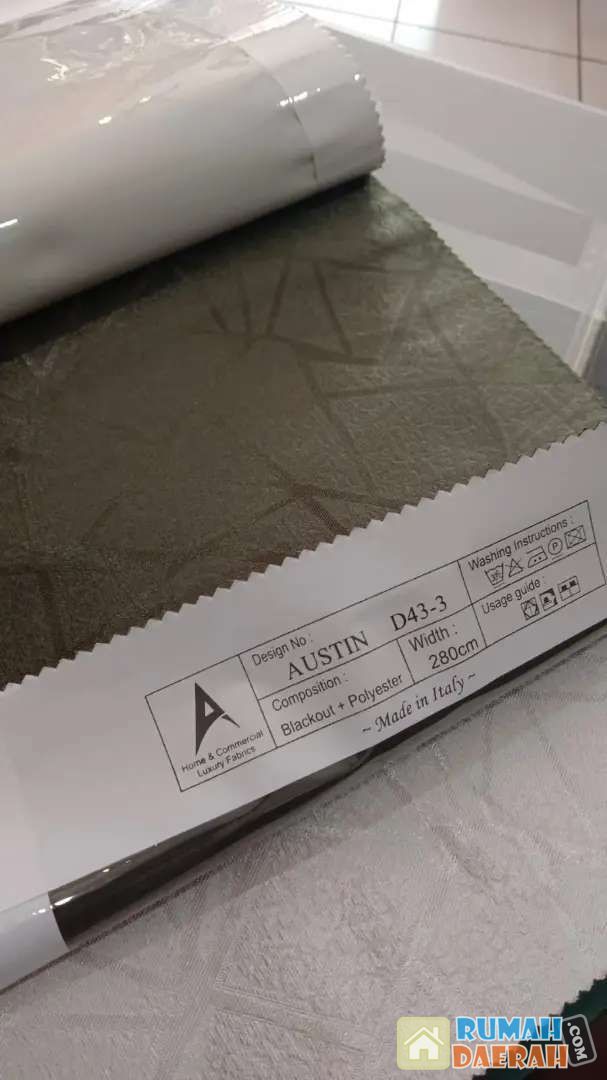 Home & Commercial
Luxury Fabrics
Design No :
AUSTIN D43-3
Composition :
Blackout + Polyester
Width :
280cm
Washing Instructions :
P
Usage guide :
~ Made in Italy ~
RUMAH
DAERAH
.COM